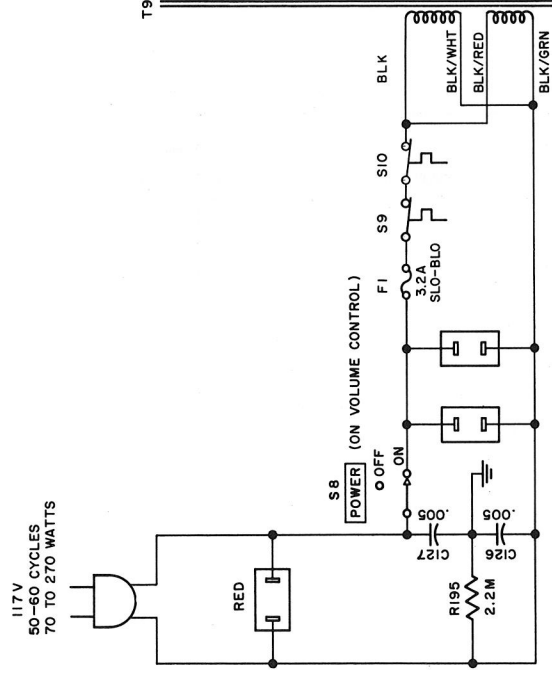 T9
117V
50-60 CYCLES
70 TO 270 WATTS
RED
S8
POWER (ON VOLUME CONTROL)
OFF
ON
F1
3.2A
SLO-BLO
S9
S10
BLK
BLK/WHT
BLK/RED
BLK/GRN
C127
.005
C126
.005
R195
2.2M